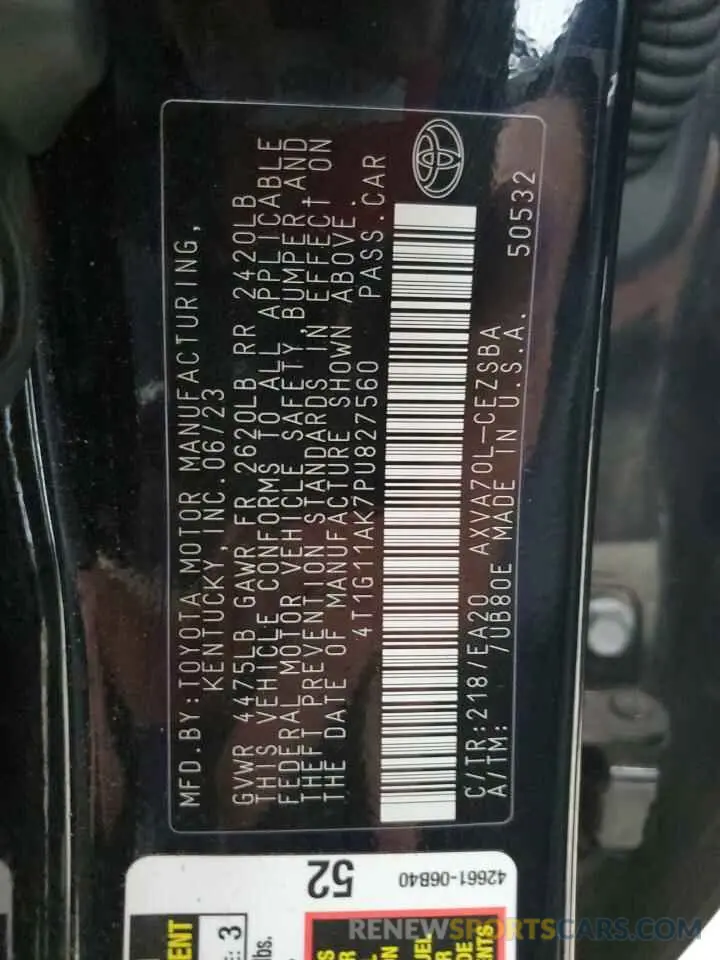 MFD.BY:TOYOTA MOTOR MANUFACTURING,
KENTUCKY, INC.06/23
GVWR 4475LB GAWR FR 2620LB RR 2420LB
THIS VEHICLE CONFORMS TO ALL APPLICABLE
FEDERAL MOTOR VEHICLE SAFETY, BUMPER, AND
THEFT PREVENTION STANDARDS IN EFFECT ON
THE DATE OF MANUFACTURE SHOWN ABOVE.
4T1G11AK7PU827560 PASS.CAR
C/TR:218/EA20 AXVA70L-CEZSBA
A/TM: 7UB80E MADE IN U.S.A. 50532
52
42661-06B40
3
lbs.
RENEWSPORTSCARS.COM